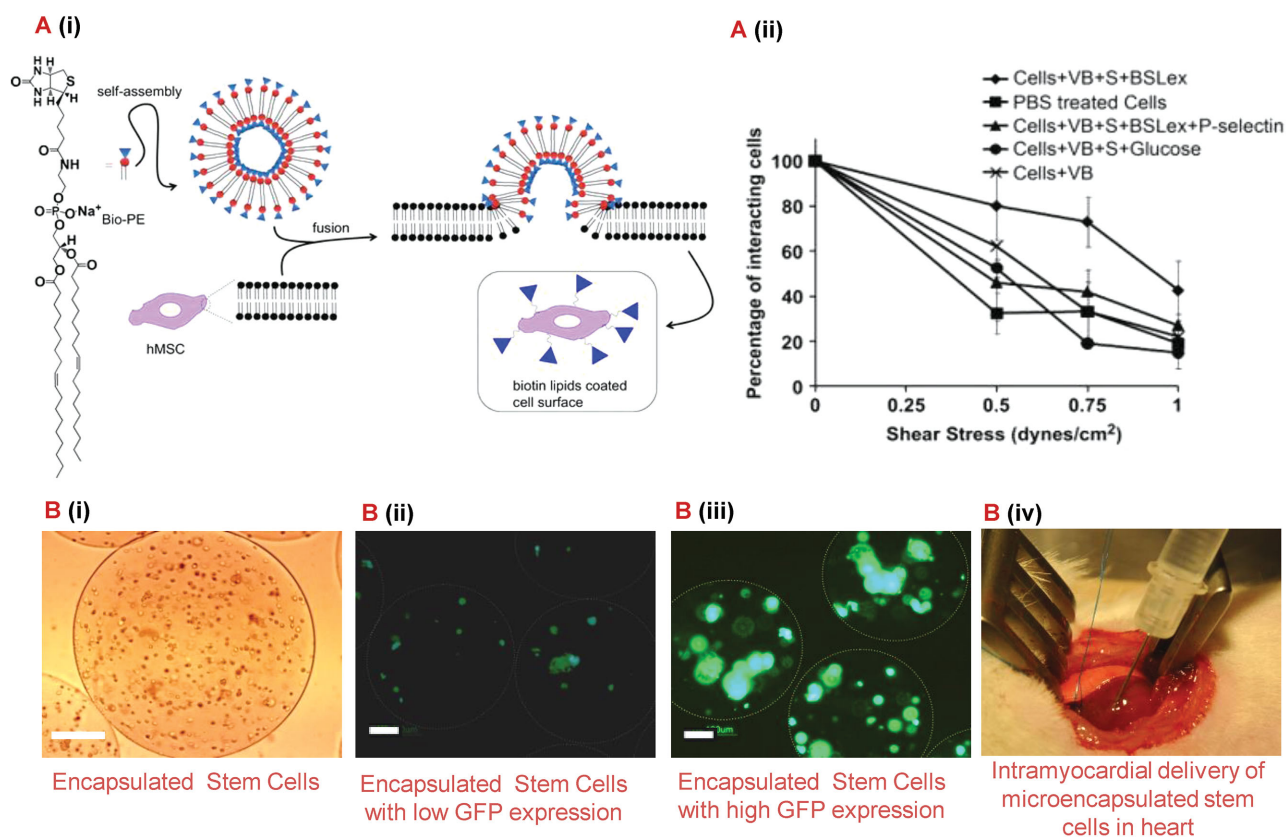 A (i)
H H
HN
O
S
HN
H
H
self-assembly
O
NH
=
O
O P O Na+
O
Bio-PE
H
O
O
O
O
fusion
hMSC
biotin lipids coated
cell surface
A (ii)
Cells+VB+S+BSLex
PBS treated Cells
Cells+VB+S+BSLex+P-selectin
Cells+VB+S+Glucose
Cells+VB
Percentage of interacting cells
100
80
60
40
20
0
0 0.25 0.5 0.75 1
Shear Stress (dynes/cm²)
B (i)
Encapsulated Stem Cells
B (ii)
Encapsulated Stem Cells
with low GFP expression
B (iii)
Encapsulated Stem Cells
with high GFP expression
B (iv)
Intramyocardial delivery of
microencapsulated stem
cells in heart